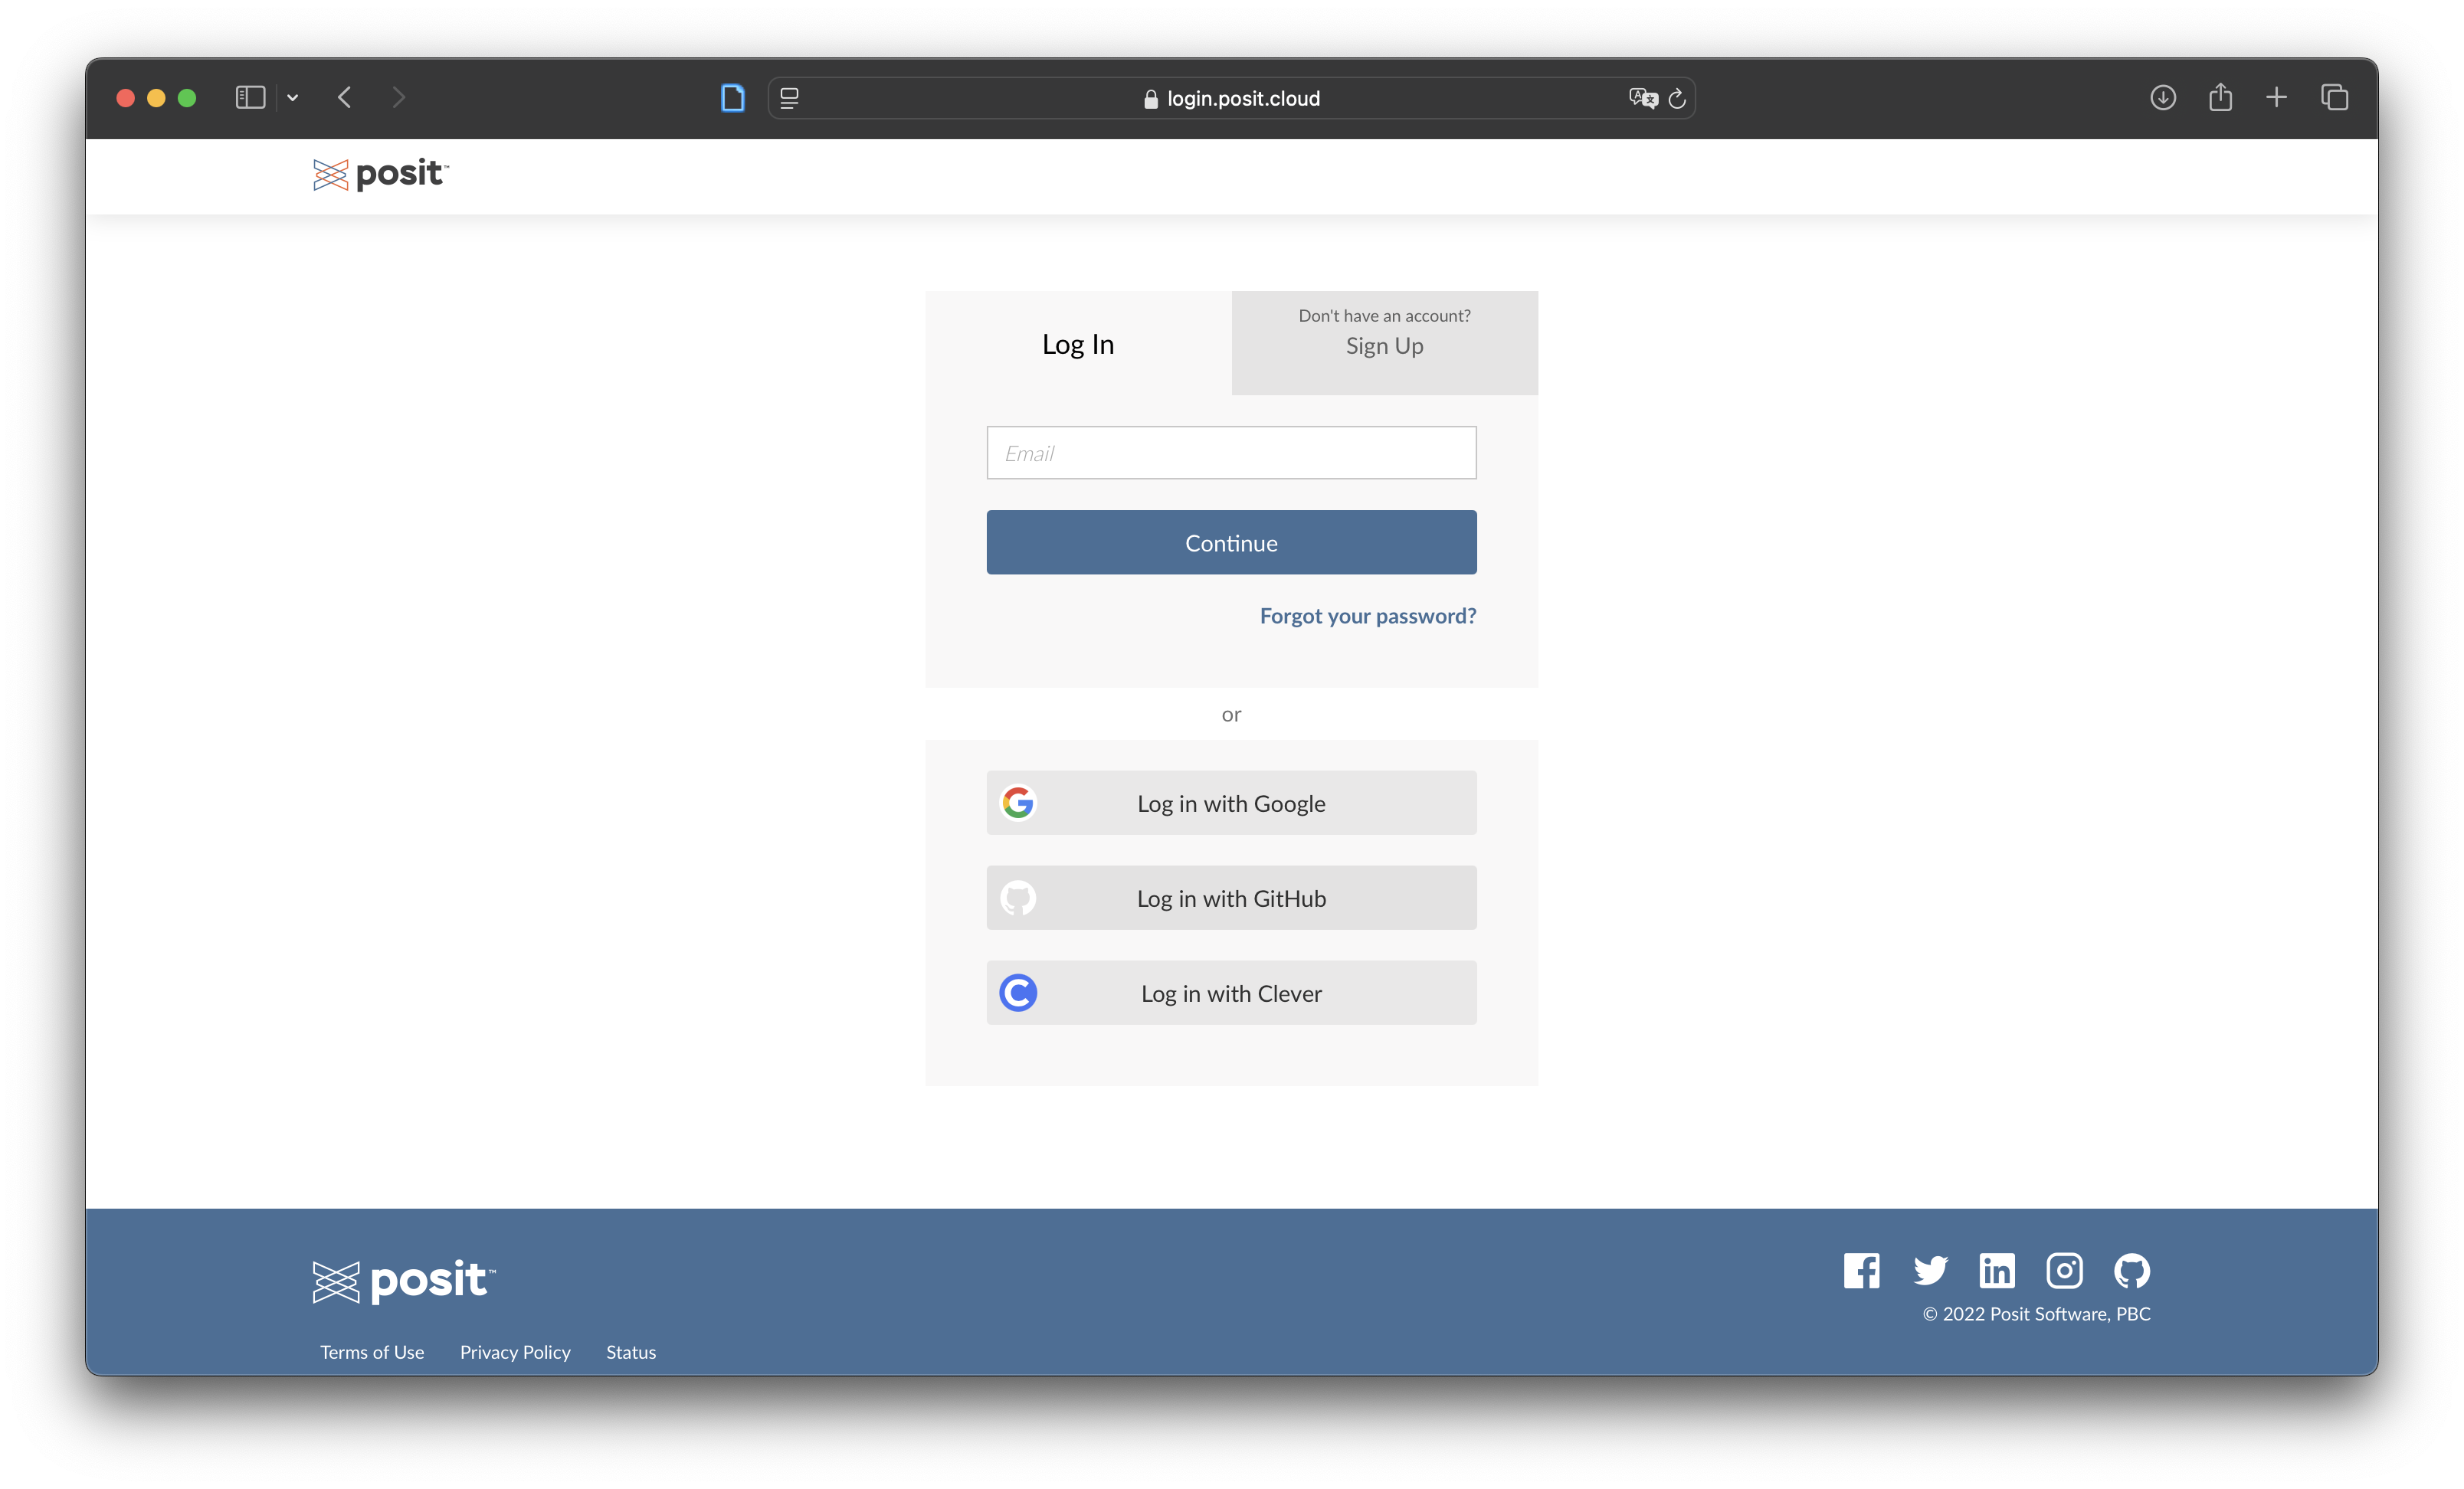 login.posit.cloud
posit™
Log In
Don't have an account?
Sign Up
Email
Continue
Forgot your password?
or
Log in with Google
Log in with GitHub
Log in with Clever
posit™
© 2022 Posit Software, PBC
Terms of Use Privacy Policy Status